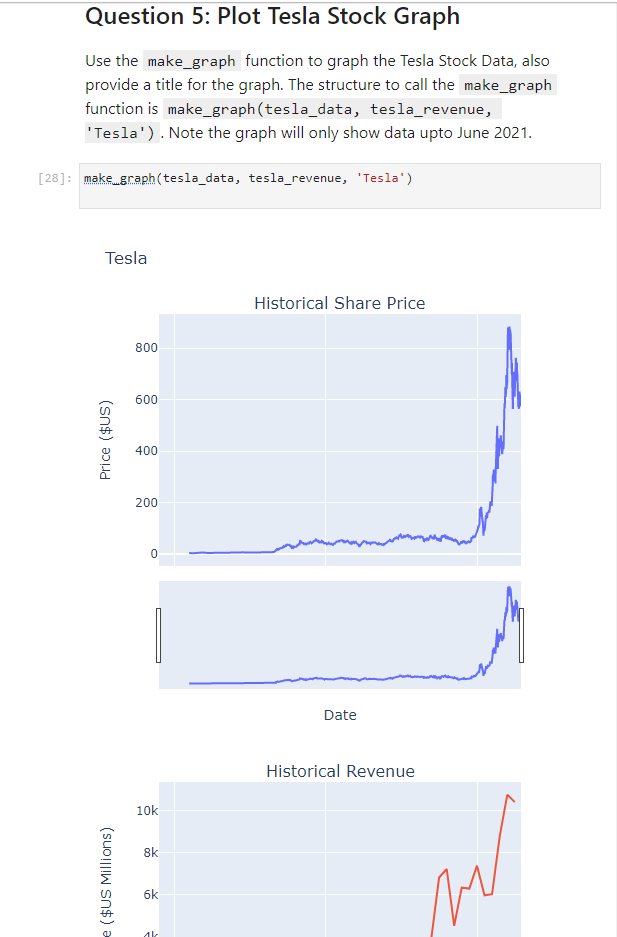 Question 5: Plot Tesla Stock Graph
Use the make_graph function to graph the Tesla Stock Data, also
provide a title for the graph. The structure to call the make_graph
function is make_graph(tesla_data, tesla_revenue,
'Tesla') . Note the graph will only show data upto June 2021.
[28]: make_graph(tesla_data, tesla_revenue, 'Tesla')
Tesla
Historical Share Price
800
600
400
200
0
Price ($US)
Date
Historical Revenue
10k
8k
6k
4k
e ($US Millions)